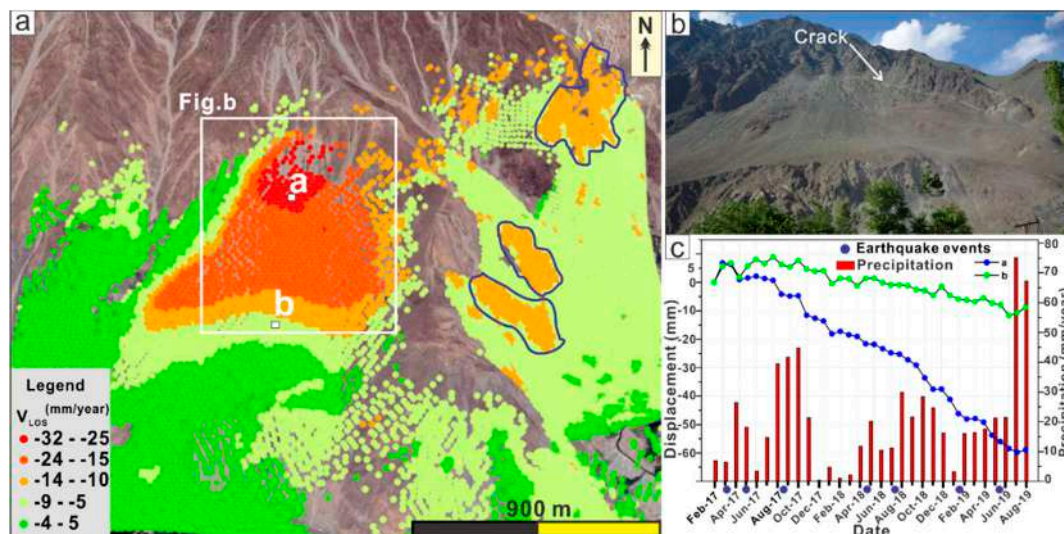 a
N
Fig.b
a
b
Legend
V_LOS (mm/year)
-32 - -25
-24 - -15
-14 - -10
-9 - -5
-4 - 5
900 m
b
Crack
c
Earthquake events
Precipitation
a
b
Displacement (mm)
5
-10
-20
-30
-40
-50
-60
80
70
60
50
40
30
20
10
0
Precipitation (mm/year)
Feb-17
Apr-17
Jun-17
Aug-17
Oct-17
Dec-17
Feb-18
Apr-18
Jun-18
Aug-18
Oct-18
Dec-18
Feb-19
Apr-19
Jun-19
Aug-19
Date